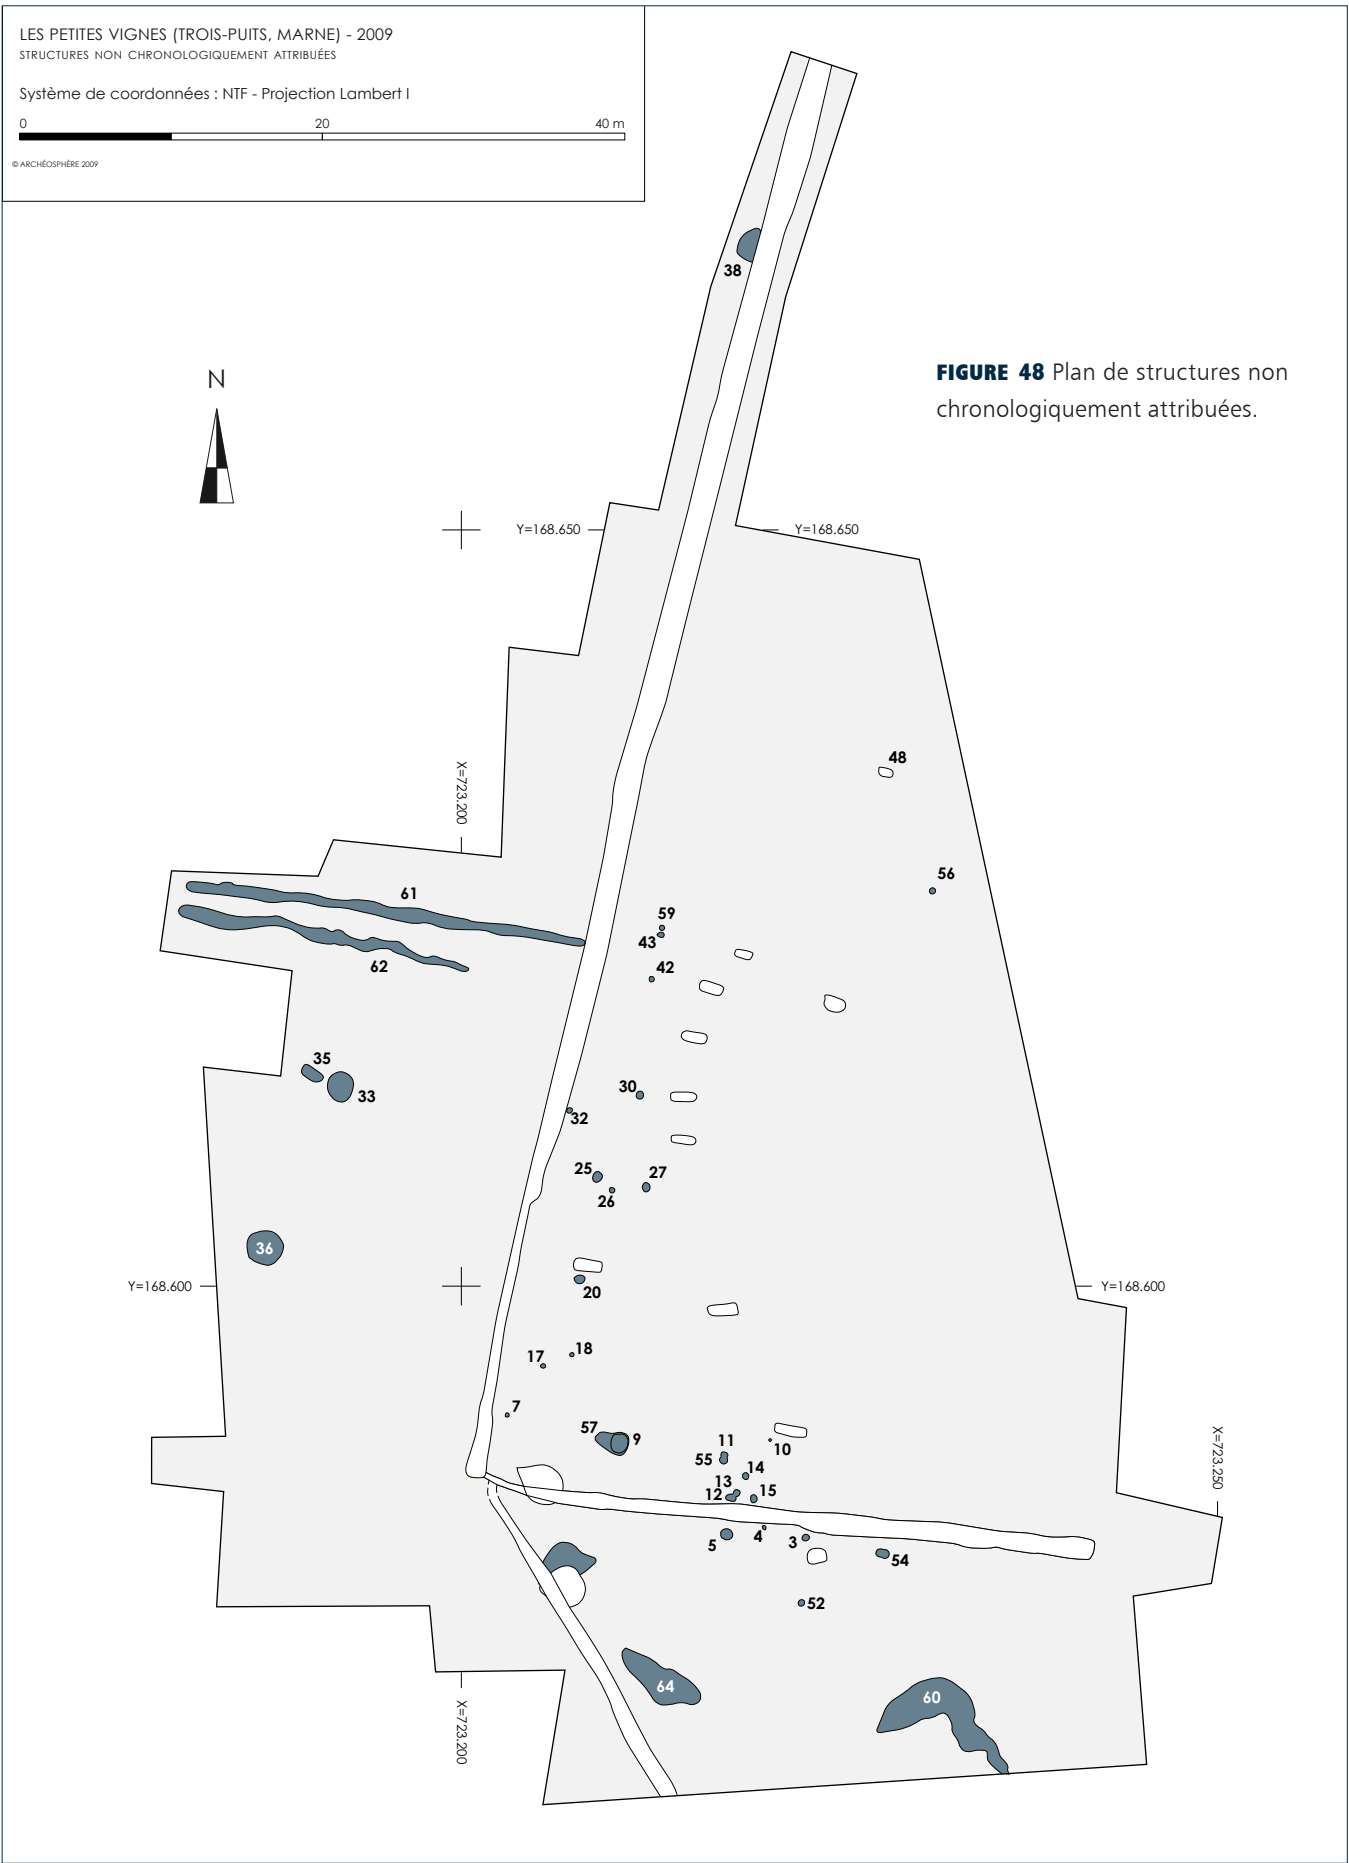 LES PETITES VIGNES (TROIS-PUITS, MARNE) - 2009
STRUCTURES NON CHRONOLOGIQUEMENT ATTRIBUÉES
Système de coordonnées : NTF - Projection Lambert I
0 20 40 m
© ARCHÉOSPHÈRE 2009
38
FIGURE 48 Plan de structures non
chronologiquement attribuées.
N
Y=168.650 Y=168.650
48
X=723.200
56
61
59
43
62
42
35
33
30
32
25
27
26
36
Y=168.600
20
Y=168.600
18
17
7
57
9
11
10
55
14
13
12
15
X=723.250
5
4
3
54
52
64
60
X=723.200